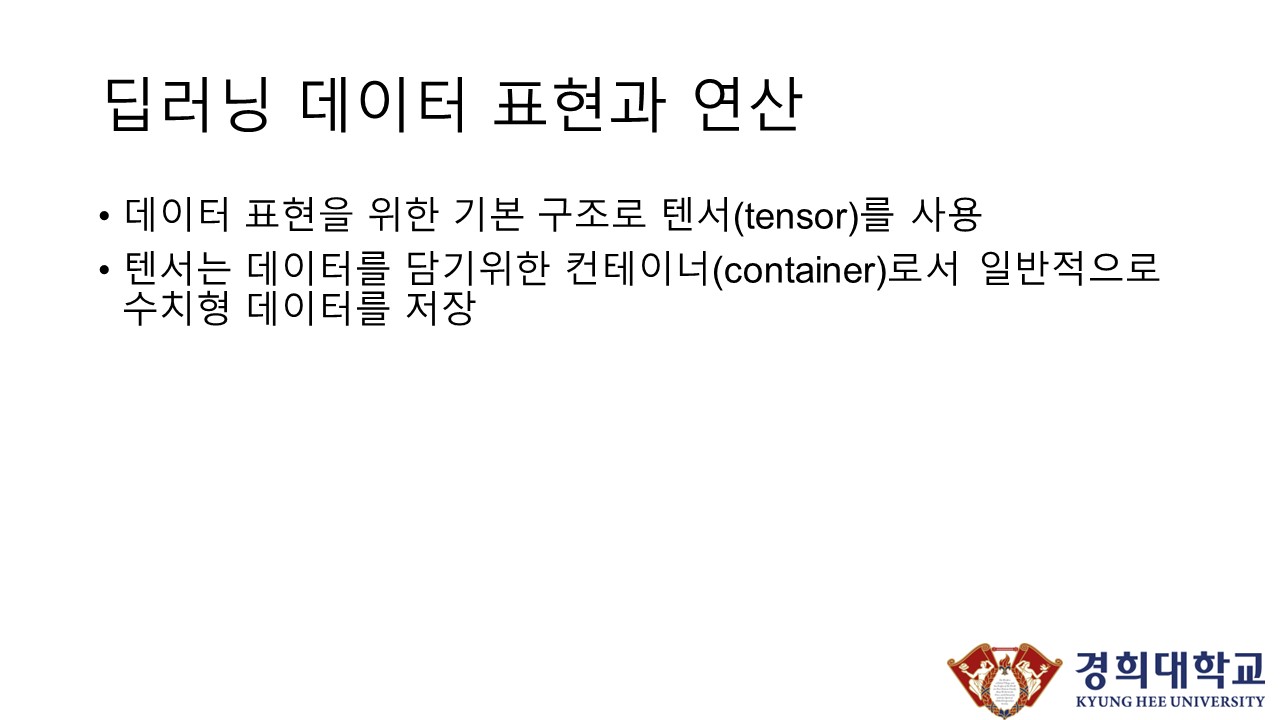 딥러닝 데이터 표현과 연산
• 데이터 표현을 위한 기본 구조로 텐서(tensor)를 사용
• 텐서는 데이터를 담기위한 컨테이너(container)로서 일반적으로
수치형 데이터를 저장
경희대학교
KYUNG HEE UNIVERSITY